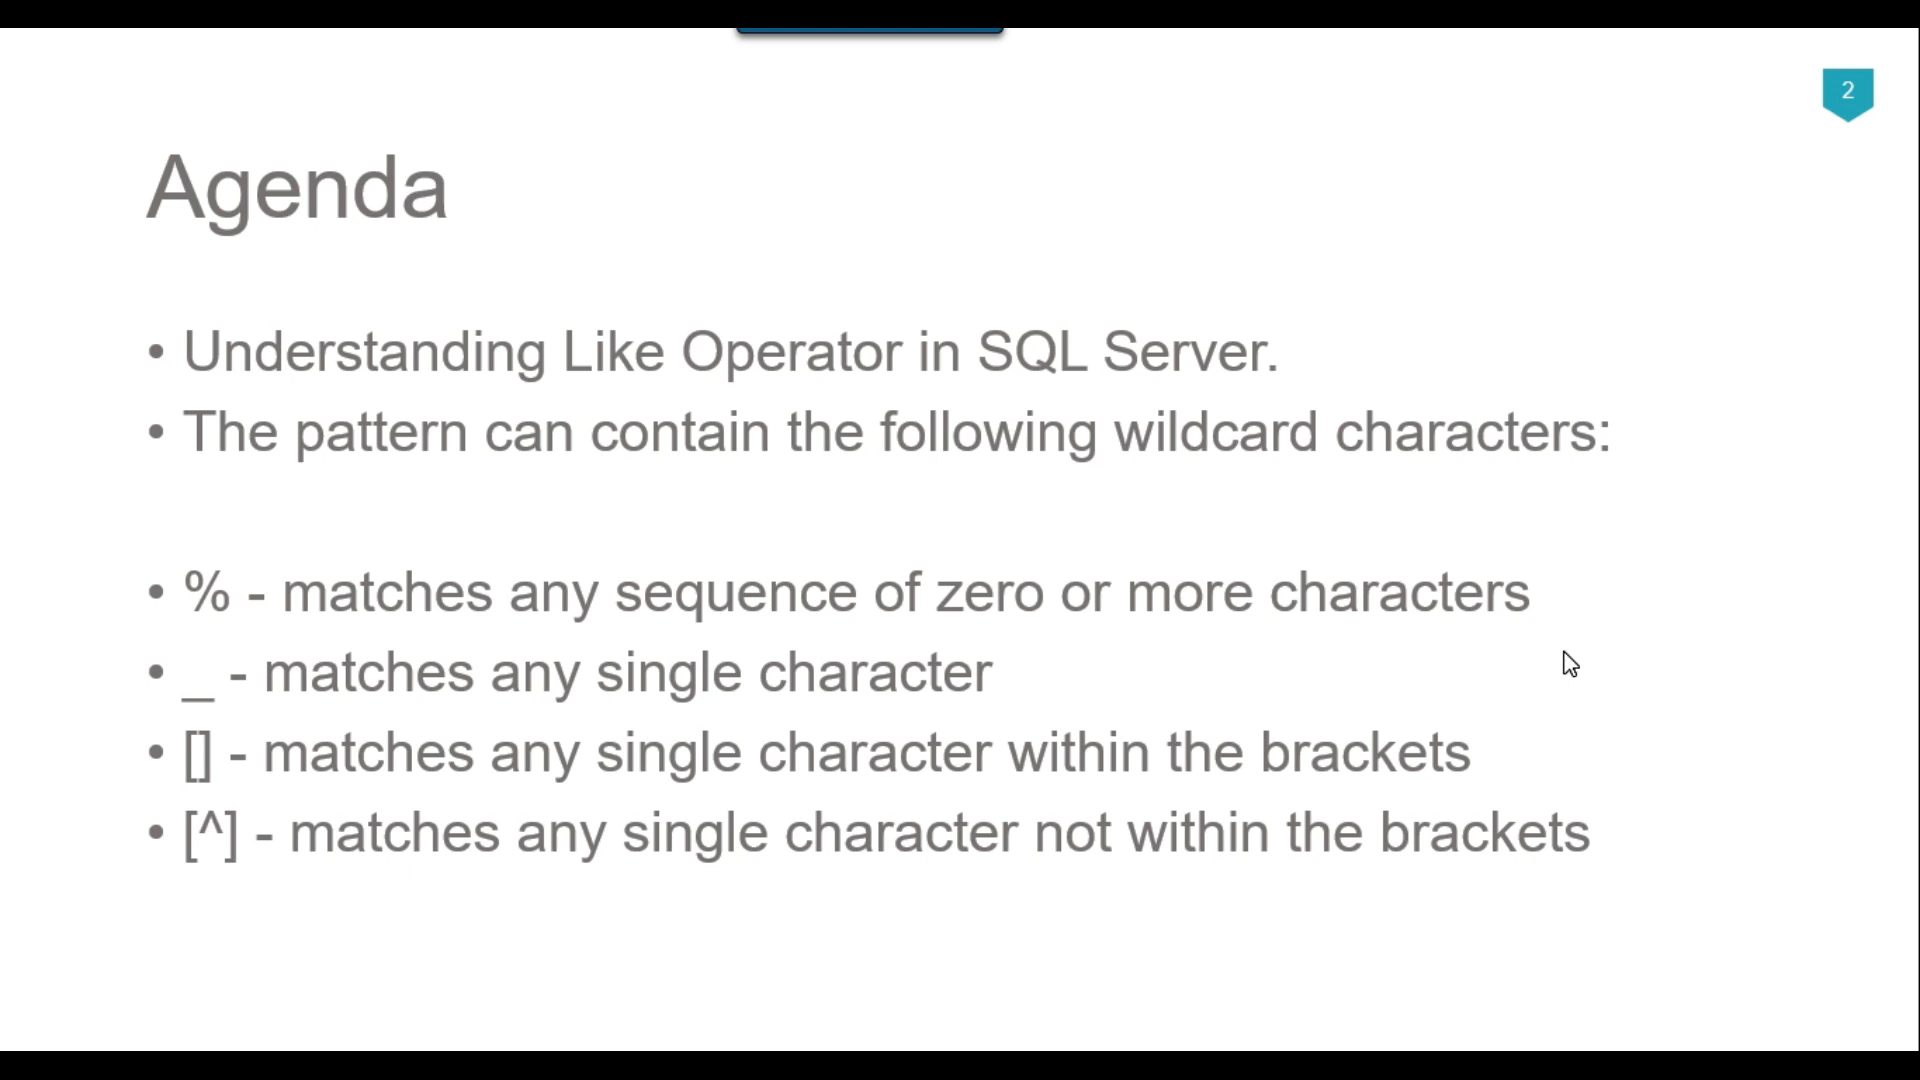 2
Agenda
• Understanding Like Operator in SQL Server.
• The pattern can contain the following wildcard characters:
• % - matches any sequence of zero or more characters
• _ - matches any single character
• [] - matches any single character within the brackets
• [^] - matches any single character not within the brackets